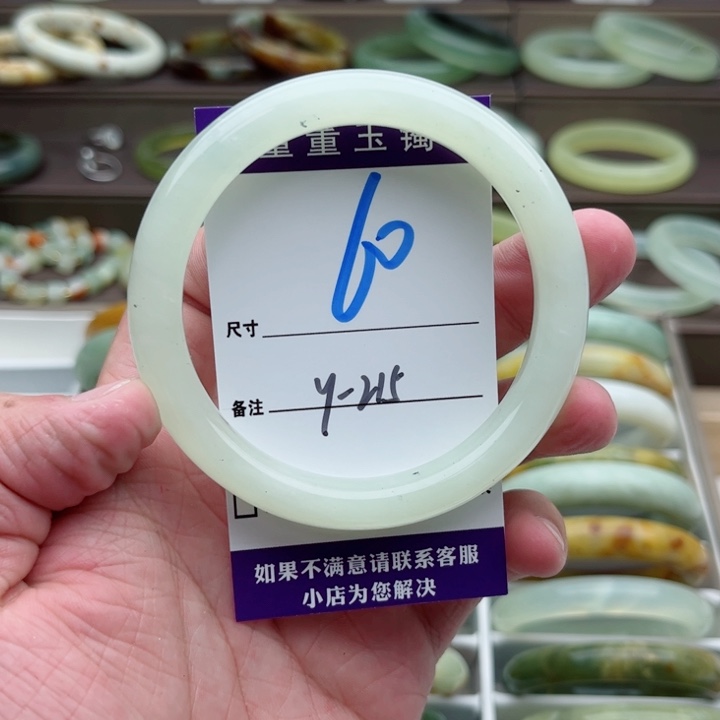 重玉镯
60
尺寸
备注 Y-215
如果不满意请联系客服
小店为您解决